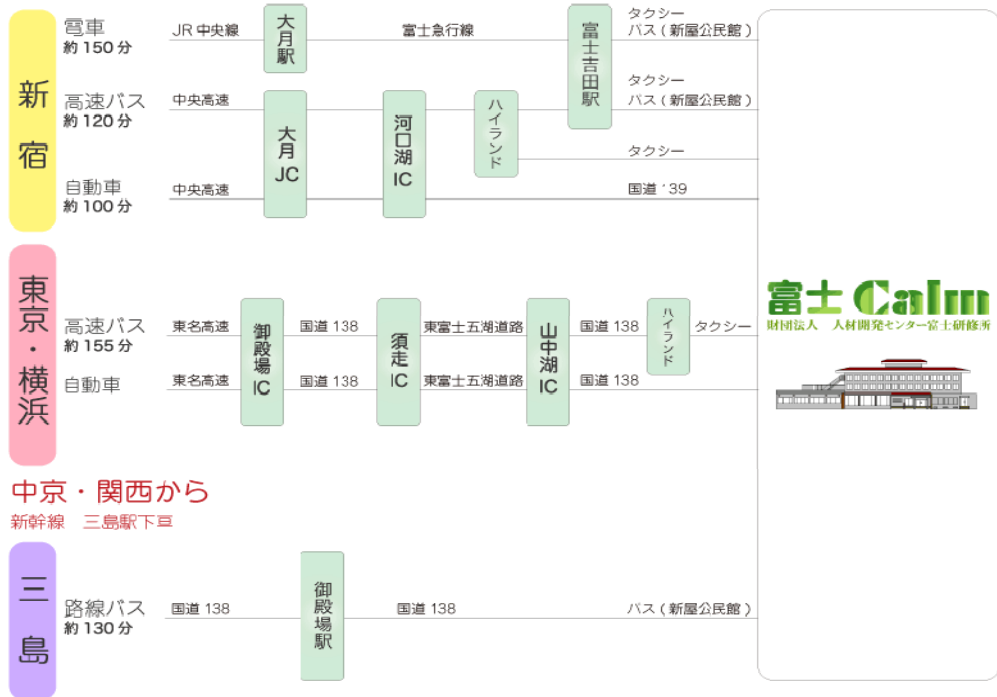 新宿
電車
約150分
JR中央線
大月駅
富士急行線
富士吉田駅
タクシー
バス(新屋公民館)
高速バス
約120分
中央高速
大月JC
河口湖IC
ハイランド
タクシー
バス(新屋公民館)
タクシー
自動車
約100分
中央高速
国道139
東京・横浜
高速バス
約155分
東名高速
御殿場IC
国道138
須走IC
東富士五湖道路
山中湖IC
国道138
ハイランド
タクシー
自動車
東名高速
国道138
東富士五湖道路
国道138
富士Calm
財団法人 人材開発センター富士研修所
中京・関西から
新幹線 三島駅下車
三島
路線バス
約130分
国道138
御殿場駅
国道138
バス(新屋公民館)